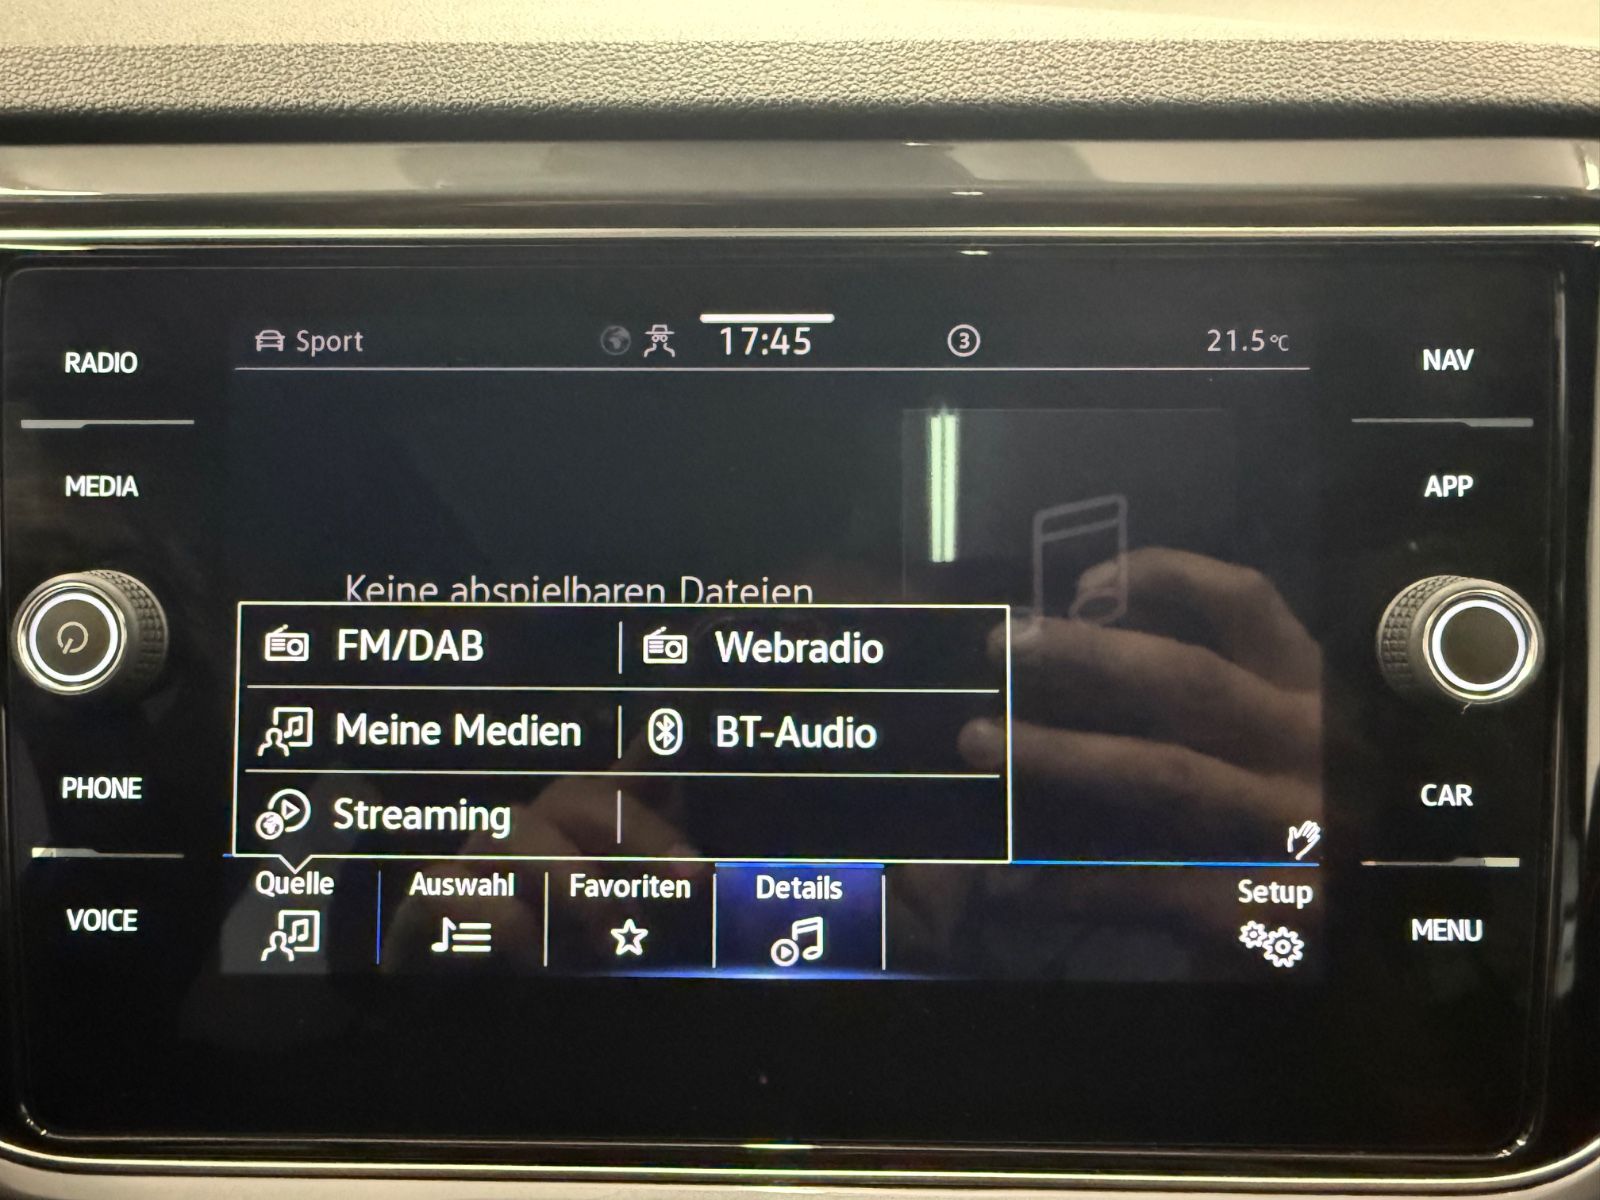 Sport 17:45 3 21.5°C
RADIO
NAV
MEDIA
APP
Keine abspielbaren Dateien
FM/DAB Webradio
Meine Medien BT-Audio
PHONE
CAR
Streaming
Quelle Auswahl Favoriten Details Setup
VOICE
MENU